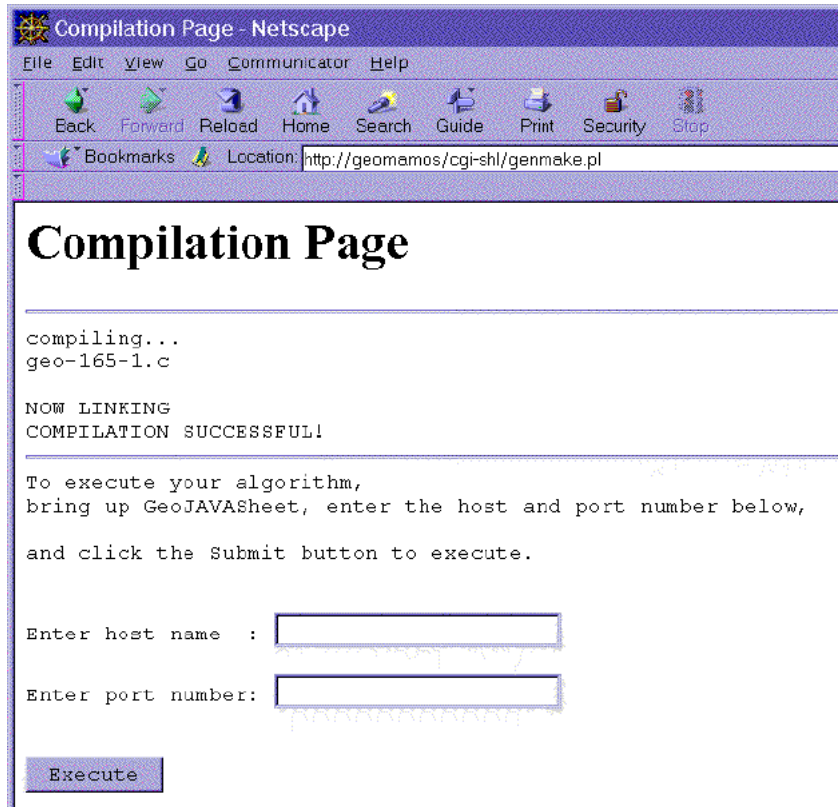 Compilation Page - Netscape
File Edit View Go Communicator Help
Back Forward Reload Home Search Guide Print Security Stop
Bookmarks Location: http://geomamos/cgi-shl/genmake.pl
Compilation Page
compiling...
geo-165-1.c
NOW LINKING
COMPILATION SUCCESSFUL!
To execute your algorithm,
bring up GeoJAVASheet, enter the host and port number below,
and click the Submit button to execute.
Enter host name :
Enter port number:
Execute